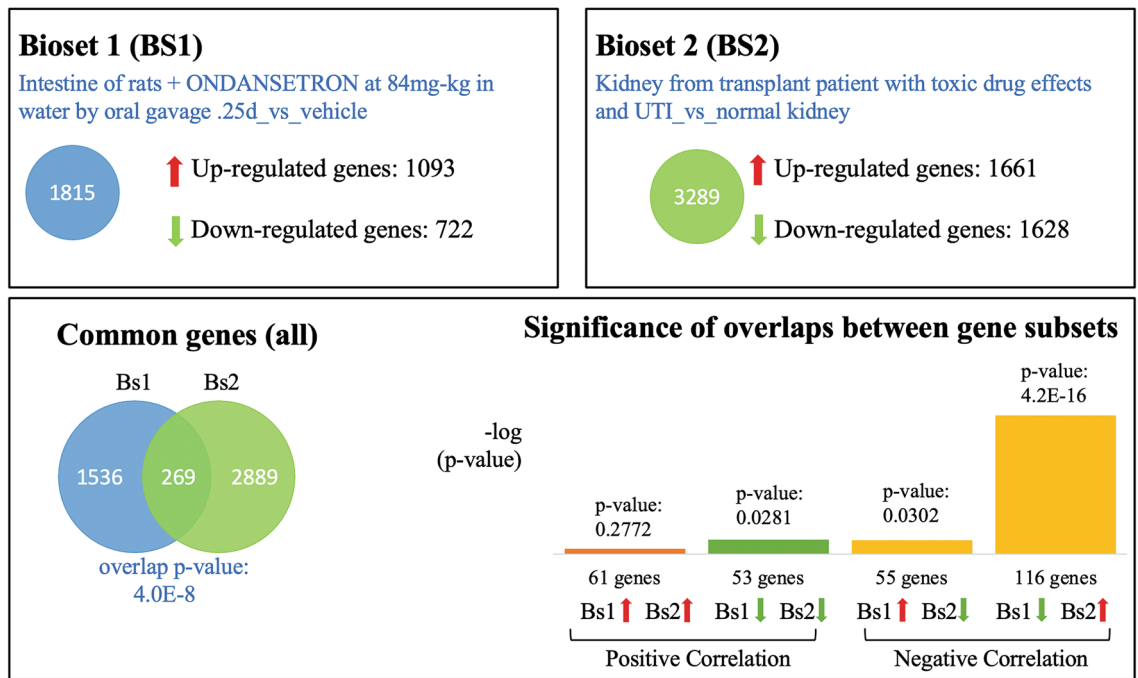 Bioset 1 (BS1)
Intestine of rats + ONDANSETRON at 84mg-kg in
water by oral gavage .25d_vs_vehicle
1815
Up-regulated genes: 1093
Down-regulated genes: 722
Bioset 2 (BS2)
Kidney from transplant patient with toxic drug effects
and UTI_vs_normal kidney
3289
Up-regulated genes: 1661
Down-regulated genes: 1628
Common genes (all)
Bs1 Bs2
1536 269 2889
overlap p-value:
4.0E-8
Significance of overlaps between gene subsets
-log
(p-value)
p-value:
0.2772
p-value:
0.0281
p-value:
0.0302
p-value:
4.2E-16
61 genes 53 genes 55 genes 116 genes
Bs1 Bs2 Bs1 Bs2 Bs1 Bs2 Bs1 Bs2
Positive Correlation Negative Correlation